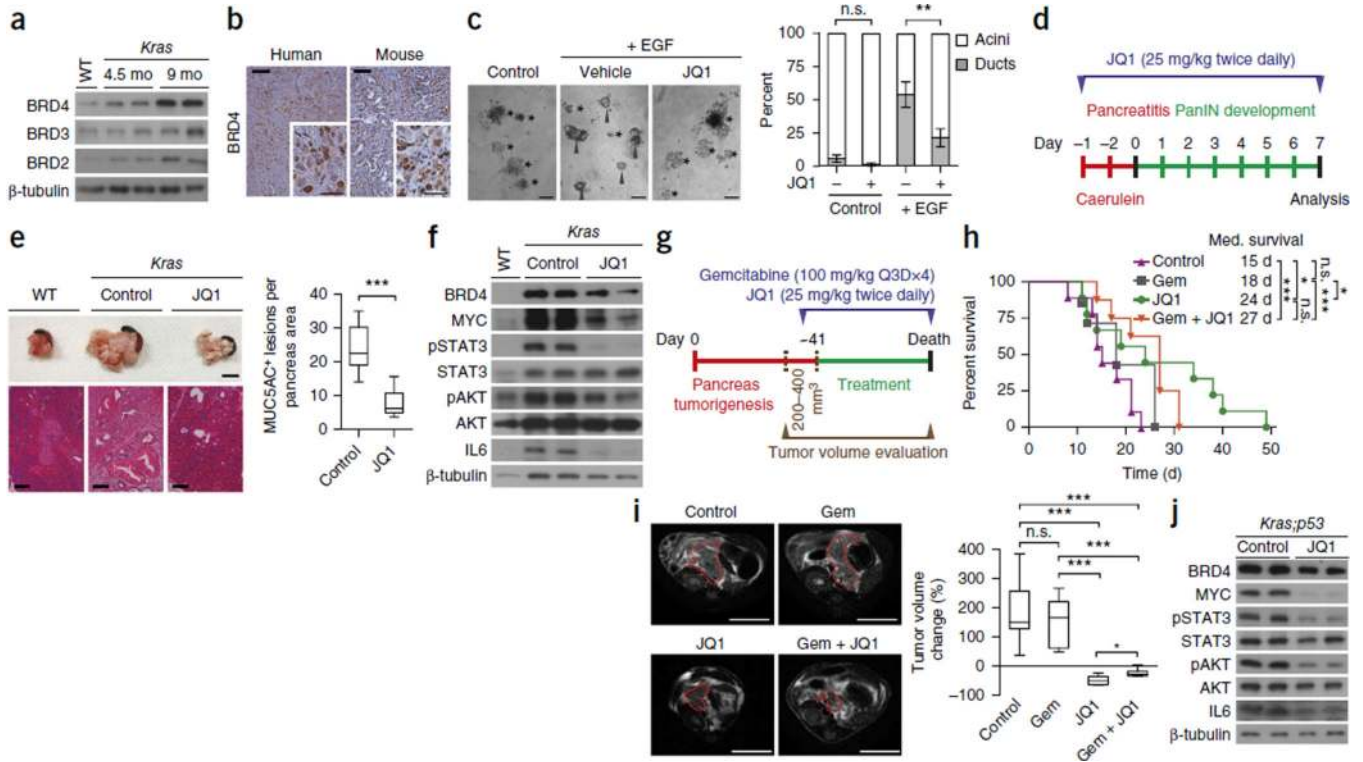 a
Kras
WT
4.5 mo
9 mo
BRD4
BRD3
BRD2
β-tubulin
b
Human
Mouse
BRD4
c
+ EGF
Control
Vehicle
JQ1
n.s.
**
Acini
Ducts
Percent
100
75
50
25
0
JQ1
–
+
–
+
Control
+ EGF
d
JQ1 (25 mg/kg twice daily)
Pancreatitis PanIN development
Day
–1
–2
0
1
2
3
4
5
6
7
Caerulein
Analysis
e
Kras
WT
Control
JQ1
***
MUC5AC+ lesions per
pancreas area
40
30
20
10
0
Control
JQ1
f
Kras
WT
Control
JQ1
BRD4
MYC
pSTAT3
STAT3
pAKT
AKT
IL6
β-tubulin
g
Gemcitabine (100 mg/kg Q3D×4)
JQ1 (25 mg/kg twice daily)
Day
0
~41
Death
Pancreas
tumorigenesis
200–400
mm3
Treatment
Tumor volume evaluation
h
Med. survival
Control
15 d
Gem
18 d
JQ1
24 d
Gem + JQ1
27 d
***
*
n.s.
n.s.
***
*
Percent survival
100
75
50
25
0
0
10
20
30
40
50
Time (d)
i
Control
Gem
JQ1
Gem + JQ1
***
***
n.s.
***
***
*
Tumor volume
change (%)
400
300
200
100
0
–100
Control
Gem
JQ1
Gem + JQ1
j
Kras;p53
Control
JQ1
BRD4
MYC
pSTAT3
STAT3
pAKT
AKT
IL6
β-tubulin